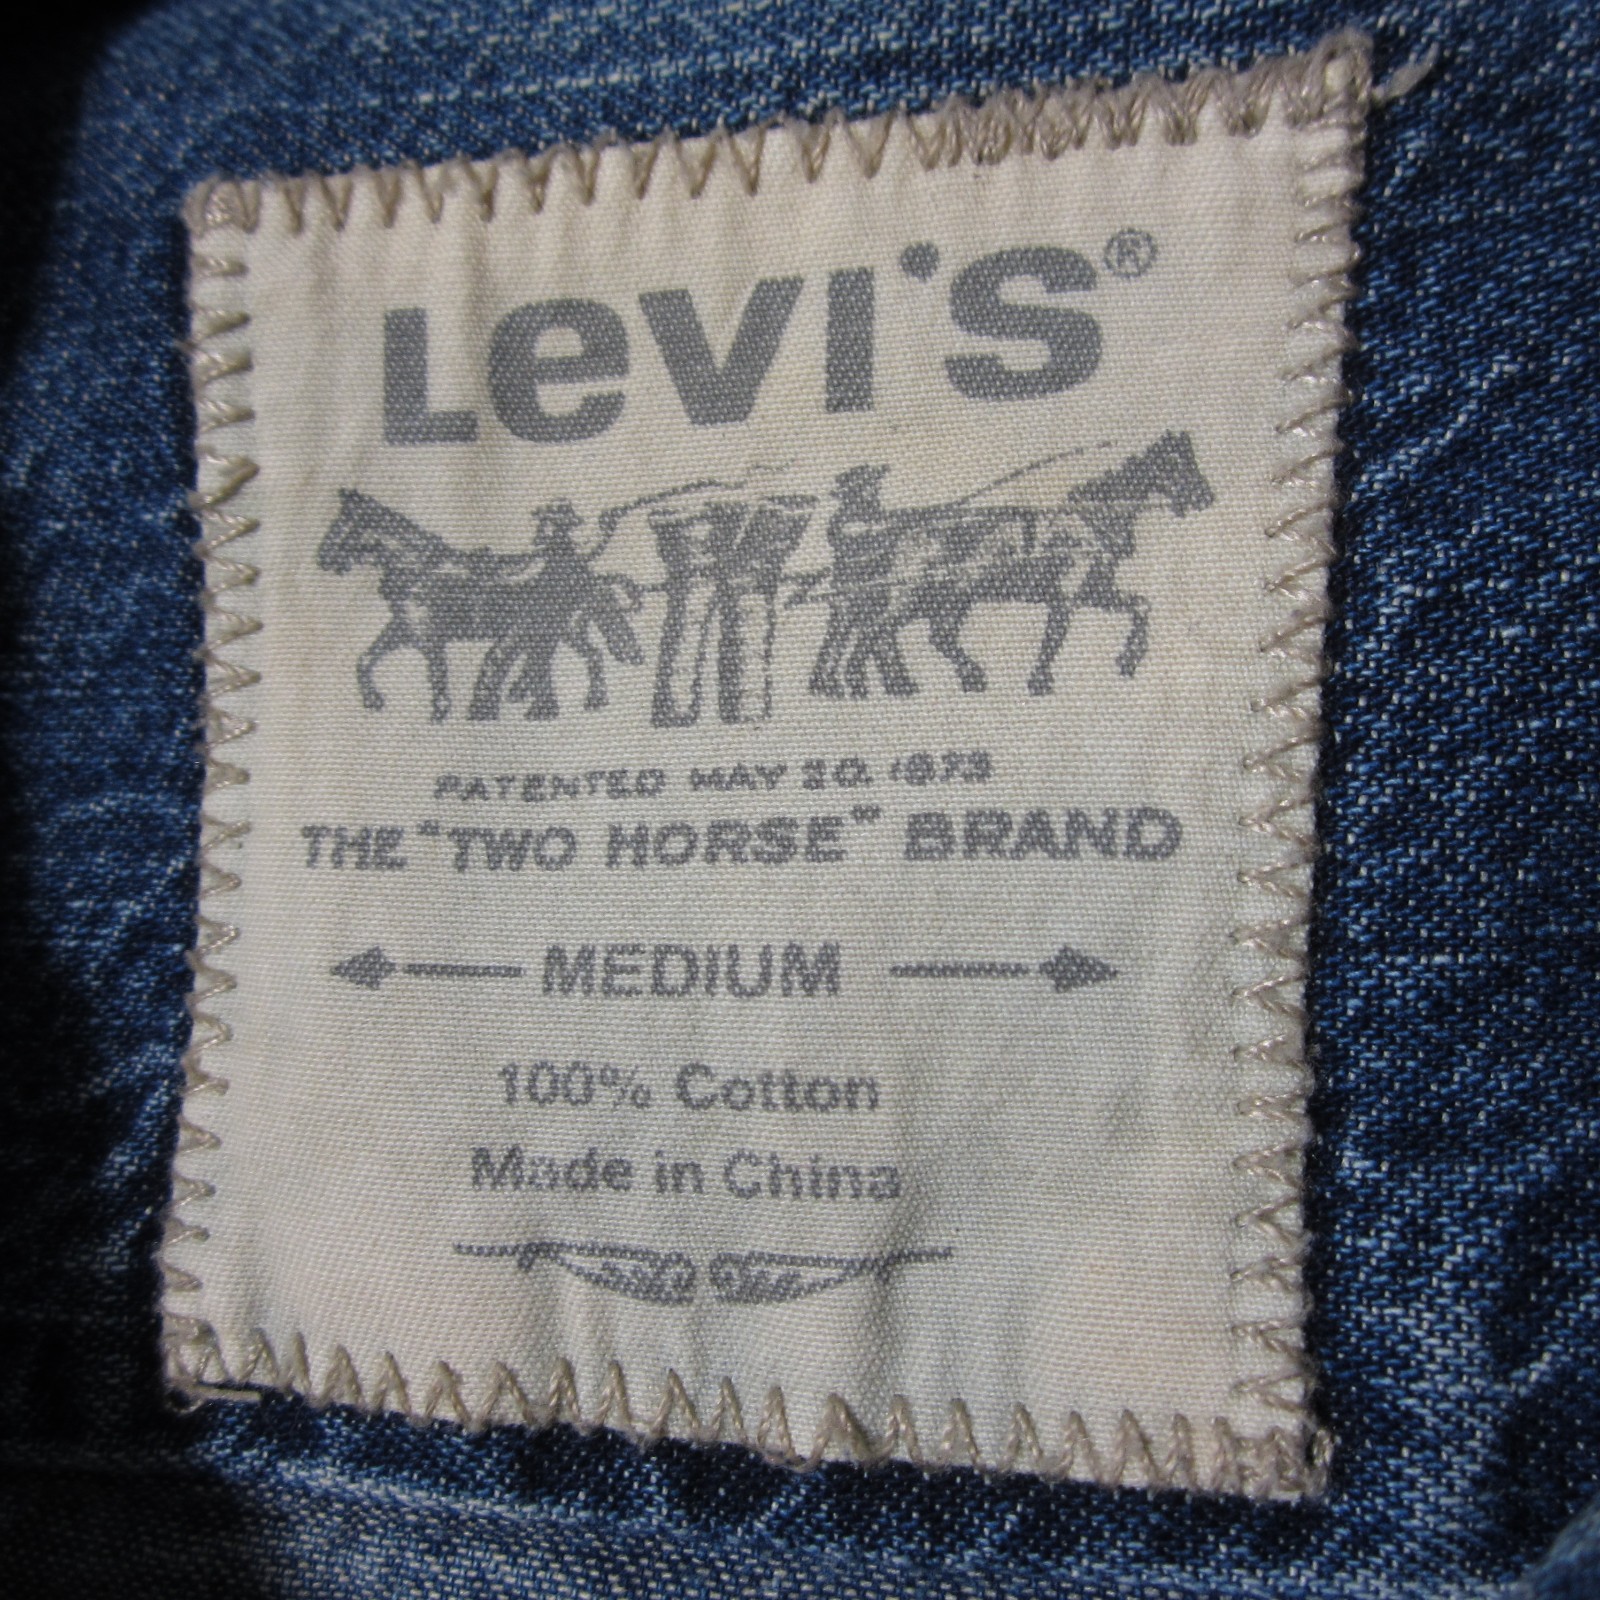 Levi's®
PATENTED MAY 20 1873
THE "TWO HORSE" BRAND
MEDIUM
100% Cotton
Made in China